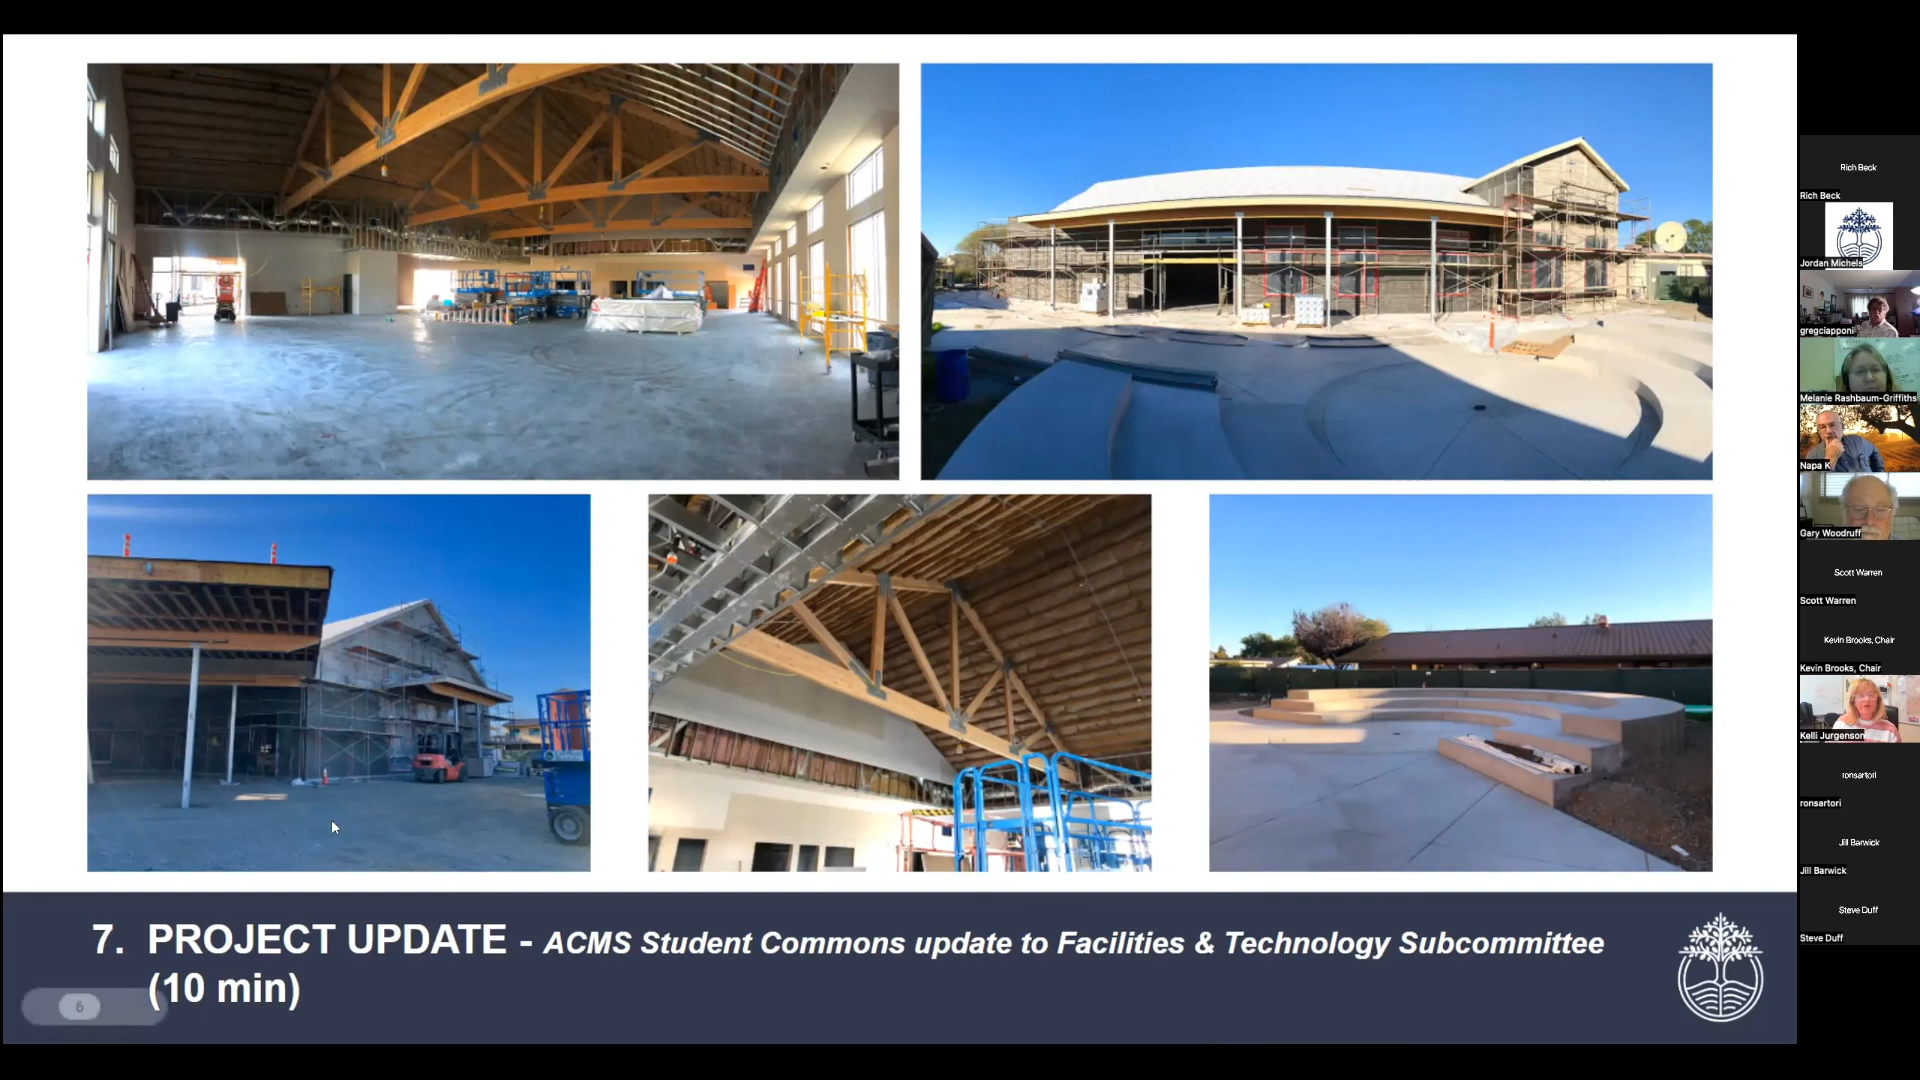 7. PROJECT UPDATE - ACMS Student Commons update to Facilities & Technology Subcommittee
(10 min)
6
Rich Beck
Rich Beck
Jordan Michels
gregciapponi
Melanie Rashbaum-Griffiths
Napa K
Gary Woodruff
Scott Warren
Scott Warren
Kevin Brooks, Chair
Kevin Brooks, Chair
Kelli Jurgenson
ronsartori
ronsartori
Jill Barwick
Jill Barwick
Steve Duff
Steve Duff